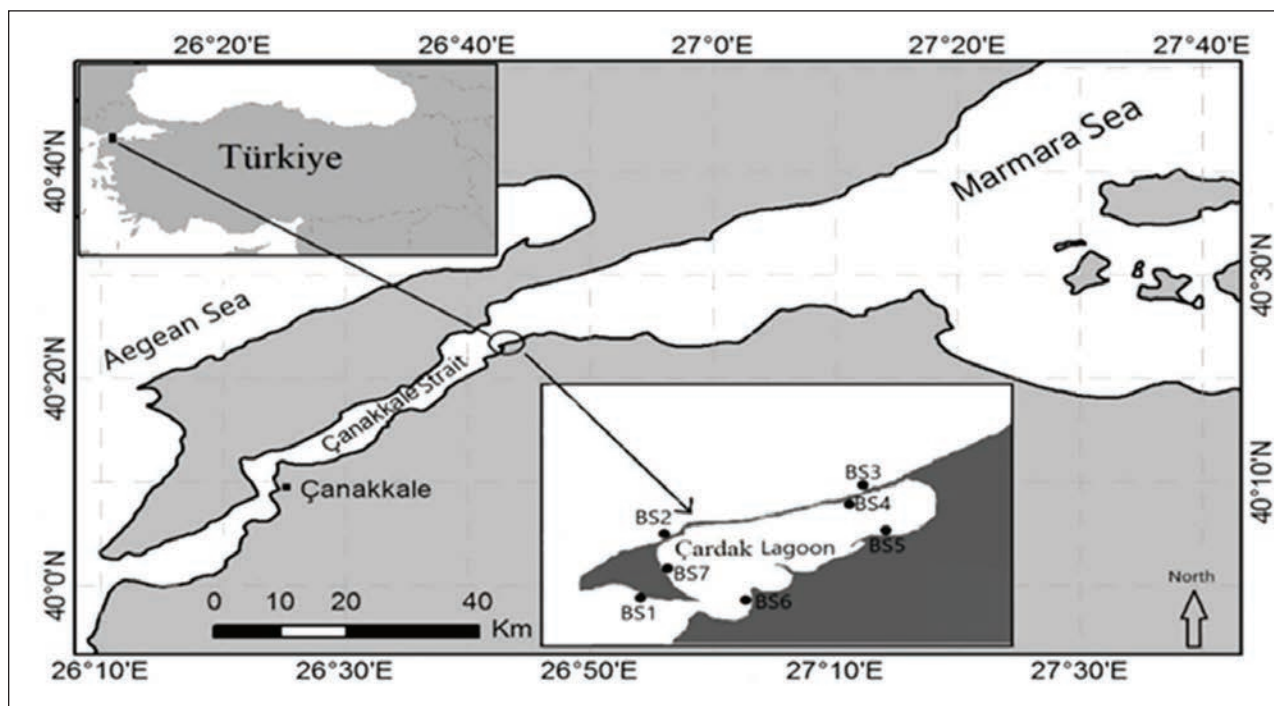 26°20'E 26°40'E 27°0'E 27°20'E 27°40'E
40°40'N
Türkiye
Marmara Sea
Aegean Sea
40°30'N
40°20'N
Çanakkale Strait
Çanakkale
40°10'N
40°0'N
BS3
BS4
BS2
BS5
Çardak Lagoon
BS7
BS1
BS6
North
0 10 20 40
Km
26°10'E 26°30'E 26°50'E 27°10'E 27°30'E